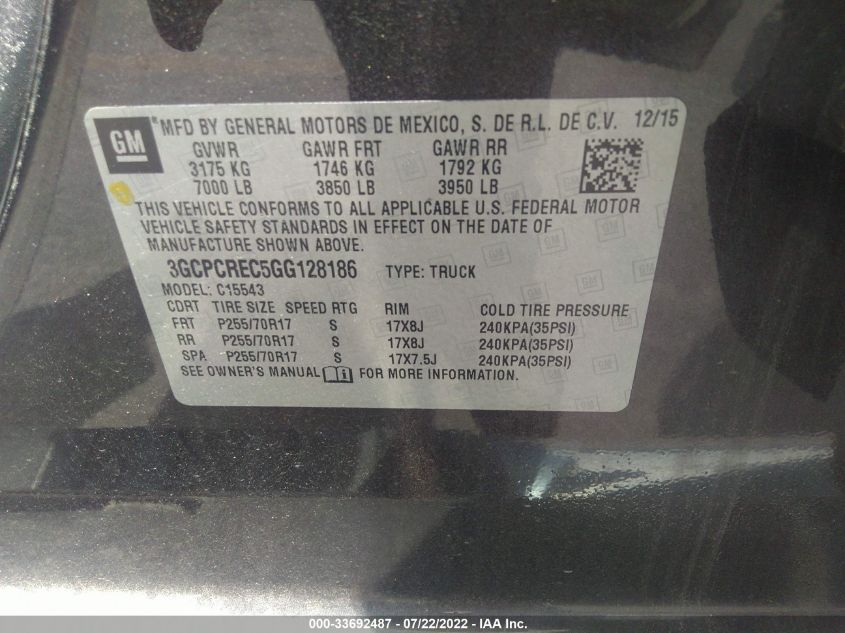 GM
®MFD BY GENERAL MOTORS DE MEXICO, S. DE R.L. DE C.V. 12/15
GVWR GAWR FRT GAWR RR
3175 KG 1746 KG 1792 KG
7000 LB 3850 LB 3950 LB
THIS VEHICLE CONFORMS TO ALL APPLICABLE U.S. FEDERAL MOTOR
VEHICLE SAFETY STANDARDS IN EFFECT ON THE DATE OF
MANUFACTURE SHOWN ABOVE.
3GCPCREC5GG128186 TYPE: TRUCK
MODEL: C15543
CDRT TIRE SIZE SPEED RTG RIM COLD TIRE PRESSURE
FRT P255/70R17 S 17X8J 240KPA(35PSI)
RR P255/70R17 S 17X8J 240KPA(35PSI)
SPA P255/70R17 S 17X7.5J 240KPA(35PSI)
SEE OWNER'S MANUAL FOR MORE INFORMATION.
000-33692487 - 07/22/2022 - IAA Inc.